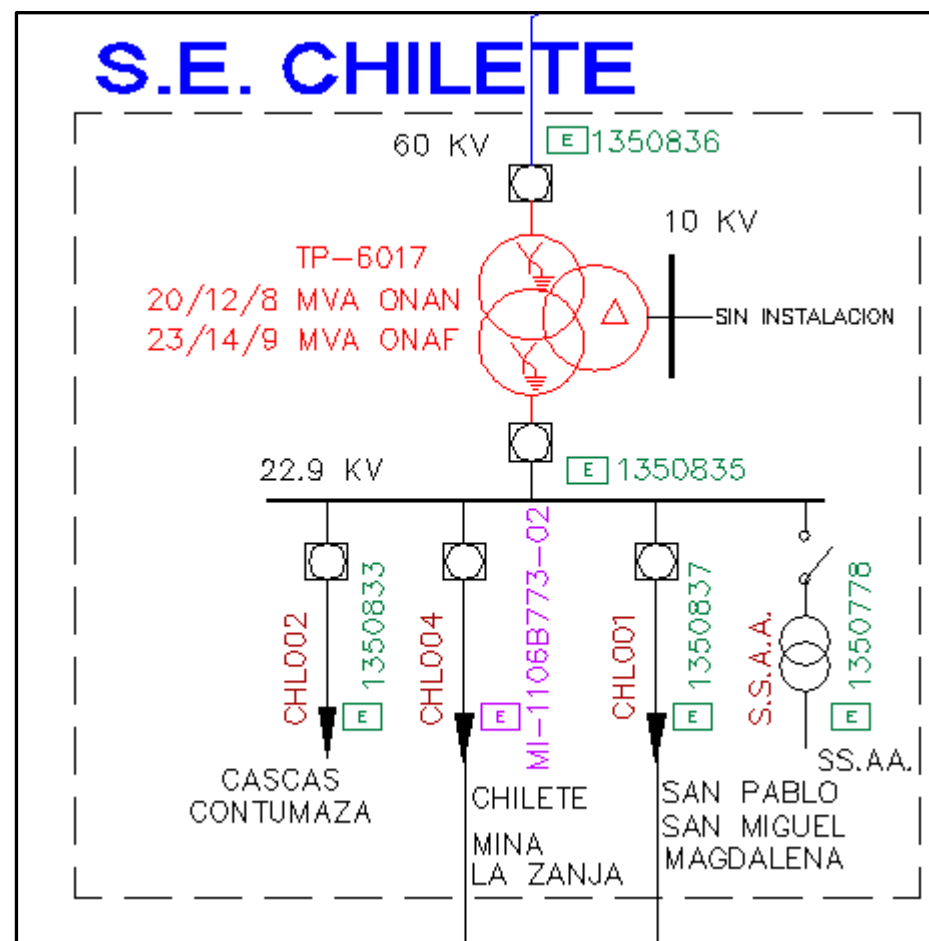 S.E. CHILETE
60 KV
E 1350836
10 KV
TP-6017
20/12/8 MVA ONAN
23/14/9 MVA ONAF
SIN INSTALACION
22.9 KV
E 1350835
CHL002
E 1350833
CASCAS
CONTUMAZA
CHL004
E MI-1106B773-02
CHILETE
MINA
LA ZANJA
CHL001
E 1350837
SAN PABLO
SAN MIGUEL
MAGDALENA
S.S.A.A.
E 1350778
SS.AA.